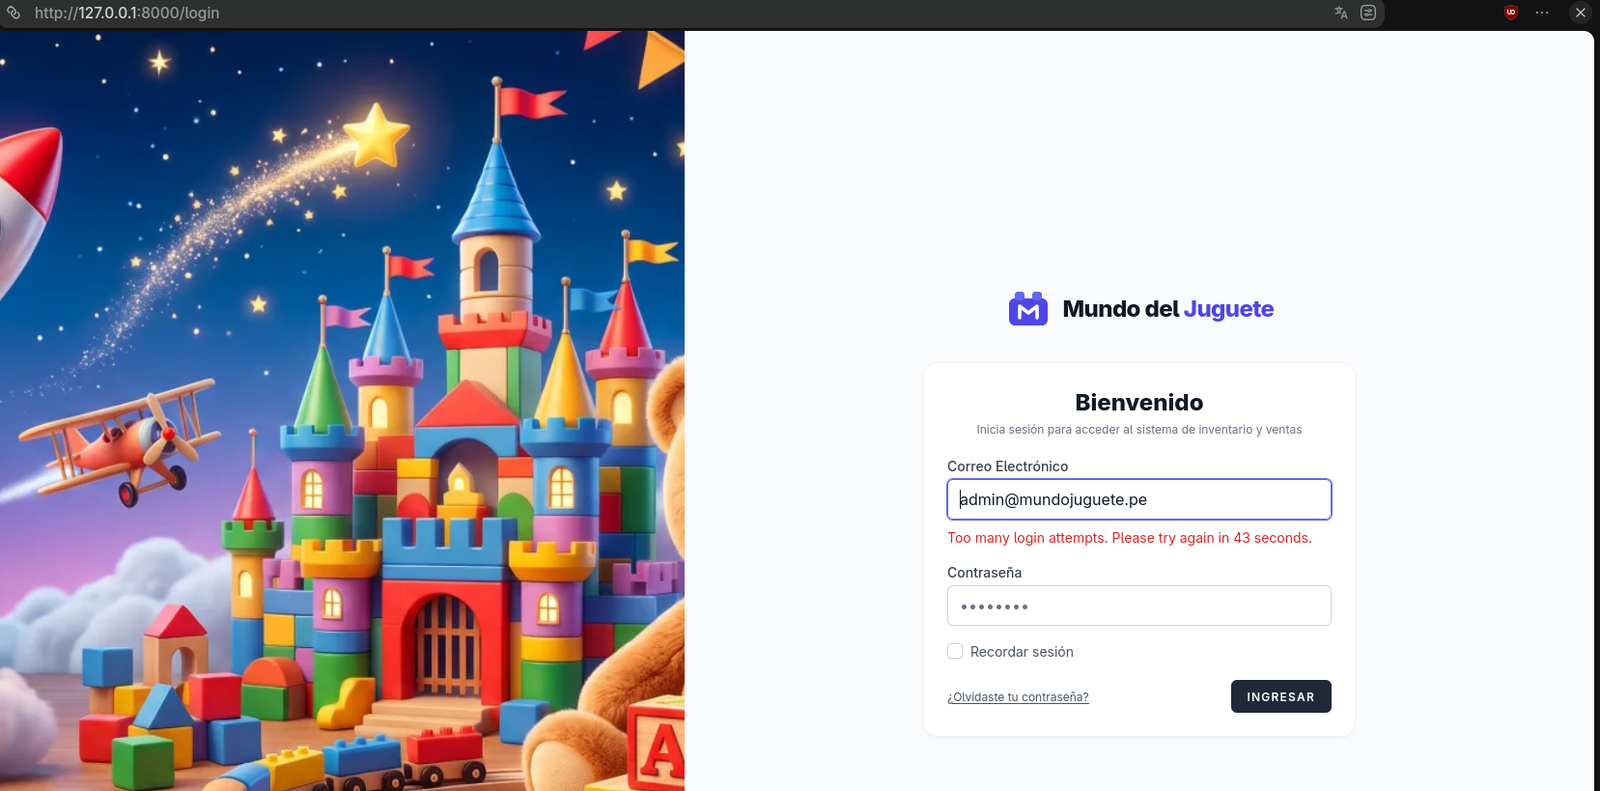 http://127.0.0.1:8000/login
Mundo del Juguete
Bienvenido
Inicia sesión para acceder al sistema de inventario y ventas
Correo Electrónico
admin@mundojuguete.pe
Too many login attempts. Please try again in 43 seconds.
Contraseña
••••••••
Recordar sesión
¿Olvidaste tu contraseña?
INGRESAR
A